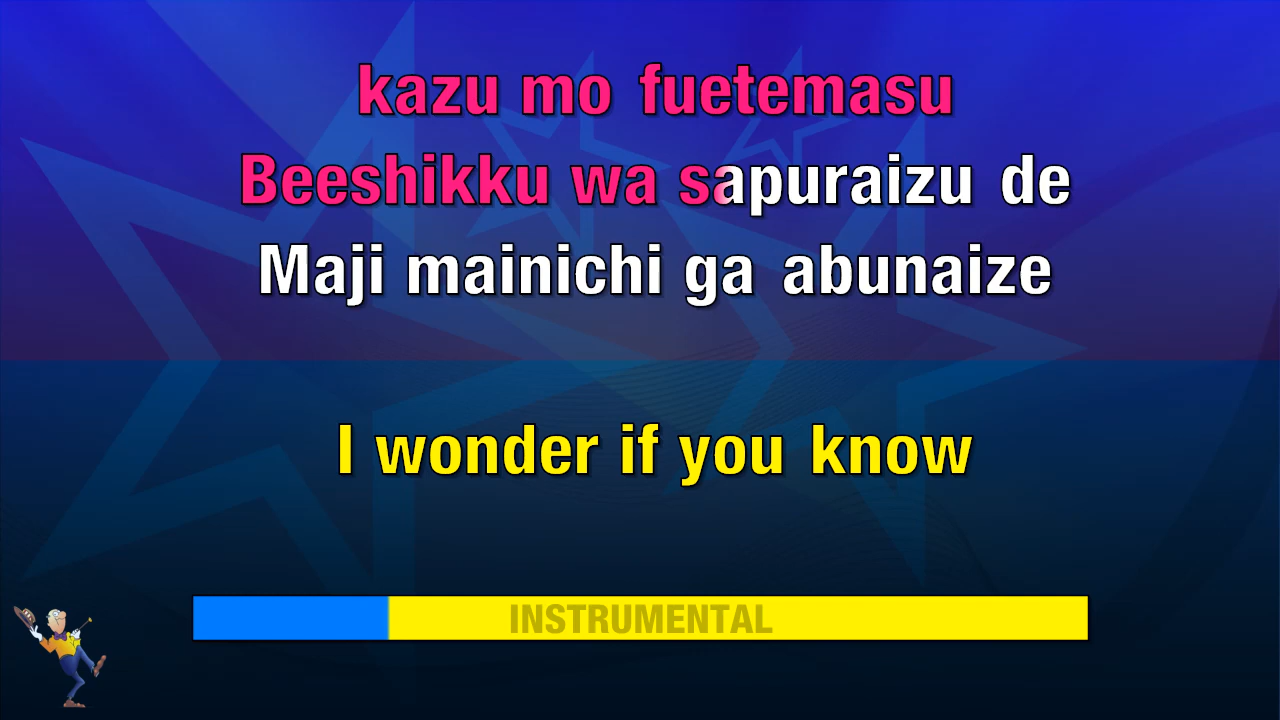 kazu mo fuetemasu
Beeshikku wa sapuraizu de
Maji mainichi ga abunaize
I wonder if you know
INSTRUMENTAL